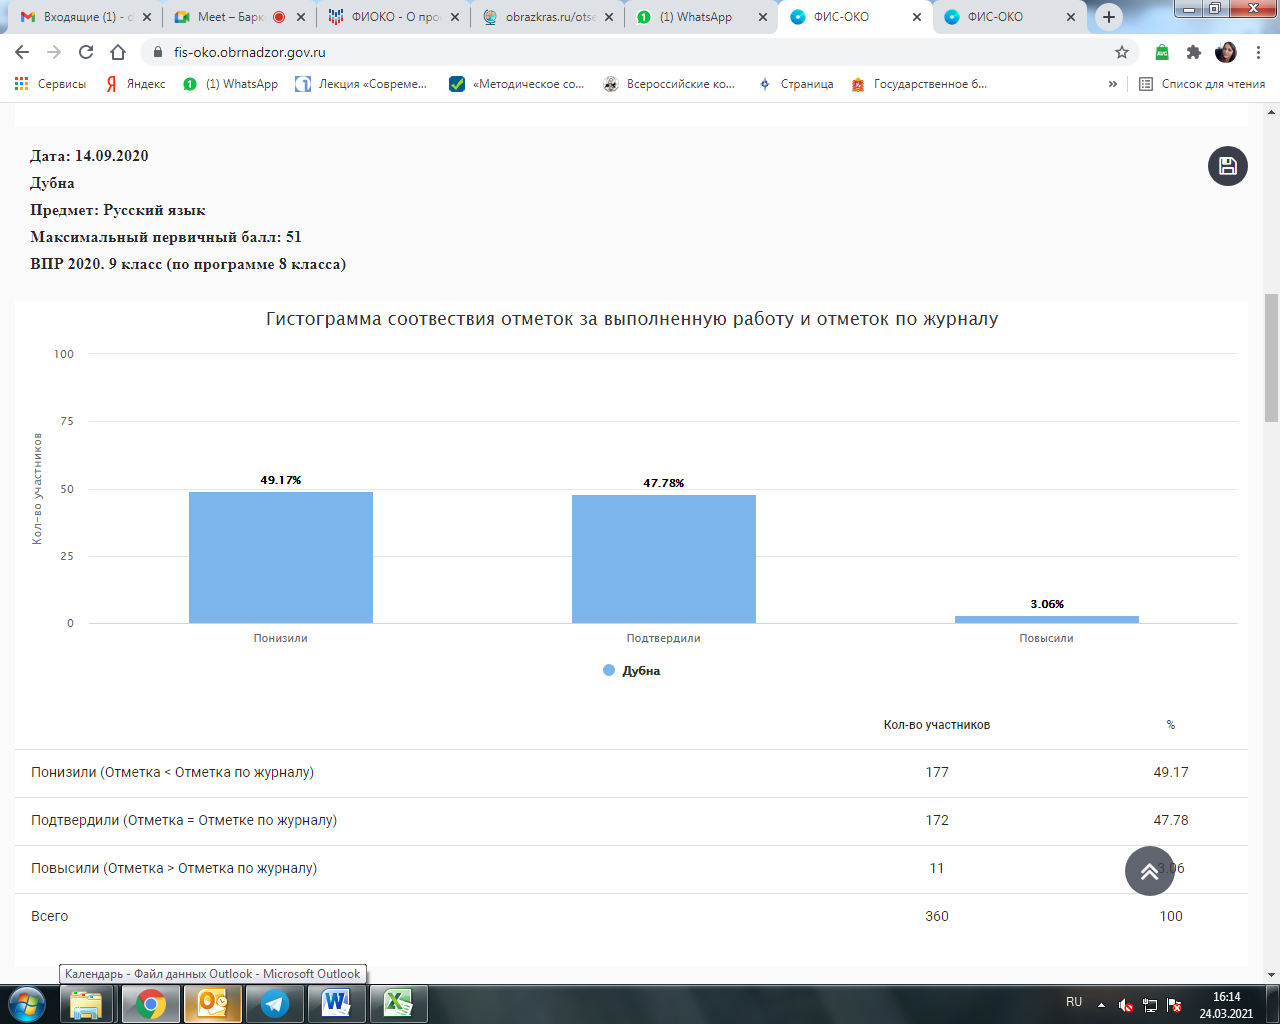 Входящие (1) - d
Meet – Барк
ФИОКО - О про
obrazkras.ru/otse
(1) WhatsApp
ФИС-ОКО
ФИС-ОКО
fis-oko.obrnadzor.gov.ru
AVG
Сервисы
Яндекс
(1) WhatsApp
Лекция «Совреме...
«Методическое со...
Всероссийские ко...
Страница
Государственное б...
»
Список для чтения
Дата: 14.09.2020
Дубна
Предмет: Русский язык
Максимальный первичный балл: 51
ВПР 2020. 9 класс (по программе 8 класса)
Гистограмма соотвествия отметок за выполненную работу и отметок по журналу
Кол-во участников
100
75
50
25
0
49.17%
47.78%
3.06%
Понизили
Подтвердили
Повысили
Дубна
Кол-во участников %
Понизили (Отметка < Отметка по журналу) 177 49.17
Подтвердили (Отметка = Отметке по журналу) 172 47.78
Повысили (Отметка > Отметка по журналу) 11 3.06
Всего 360 100
Календарь - Файл данных Outlook - Microsoft Outlook
RU
16:14
24.03.2021